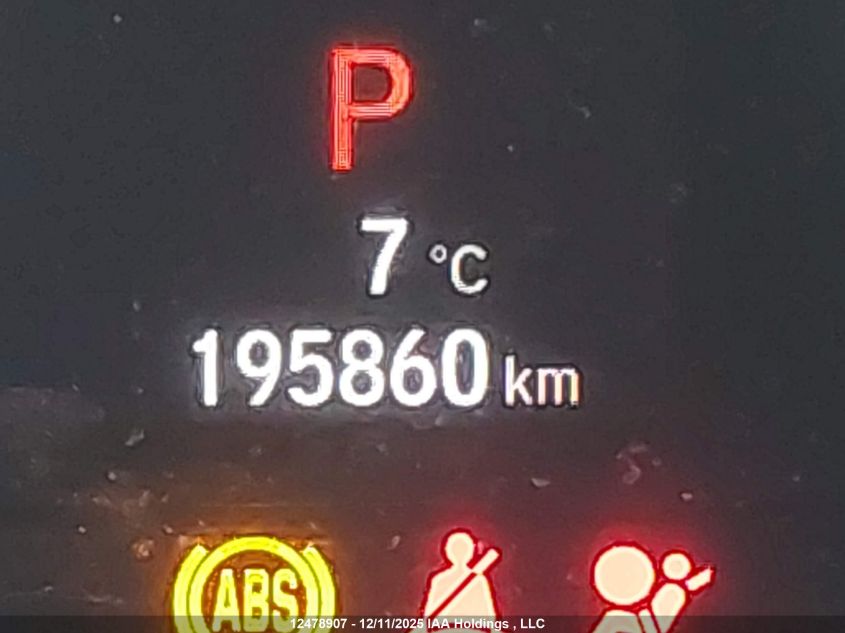 P
7 °C
195860 km
ABS
12478907 - 12/11/2025 IAA Holdings , LLC